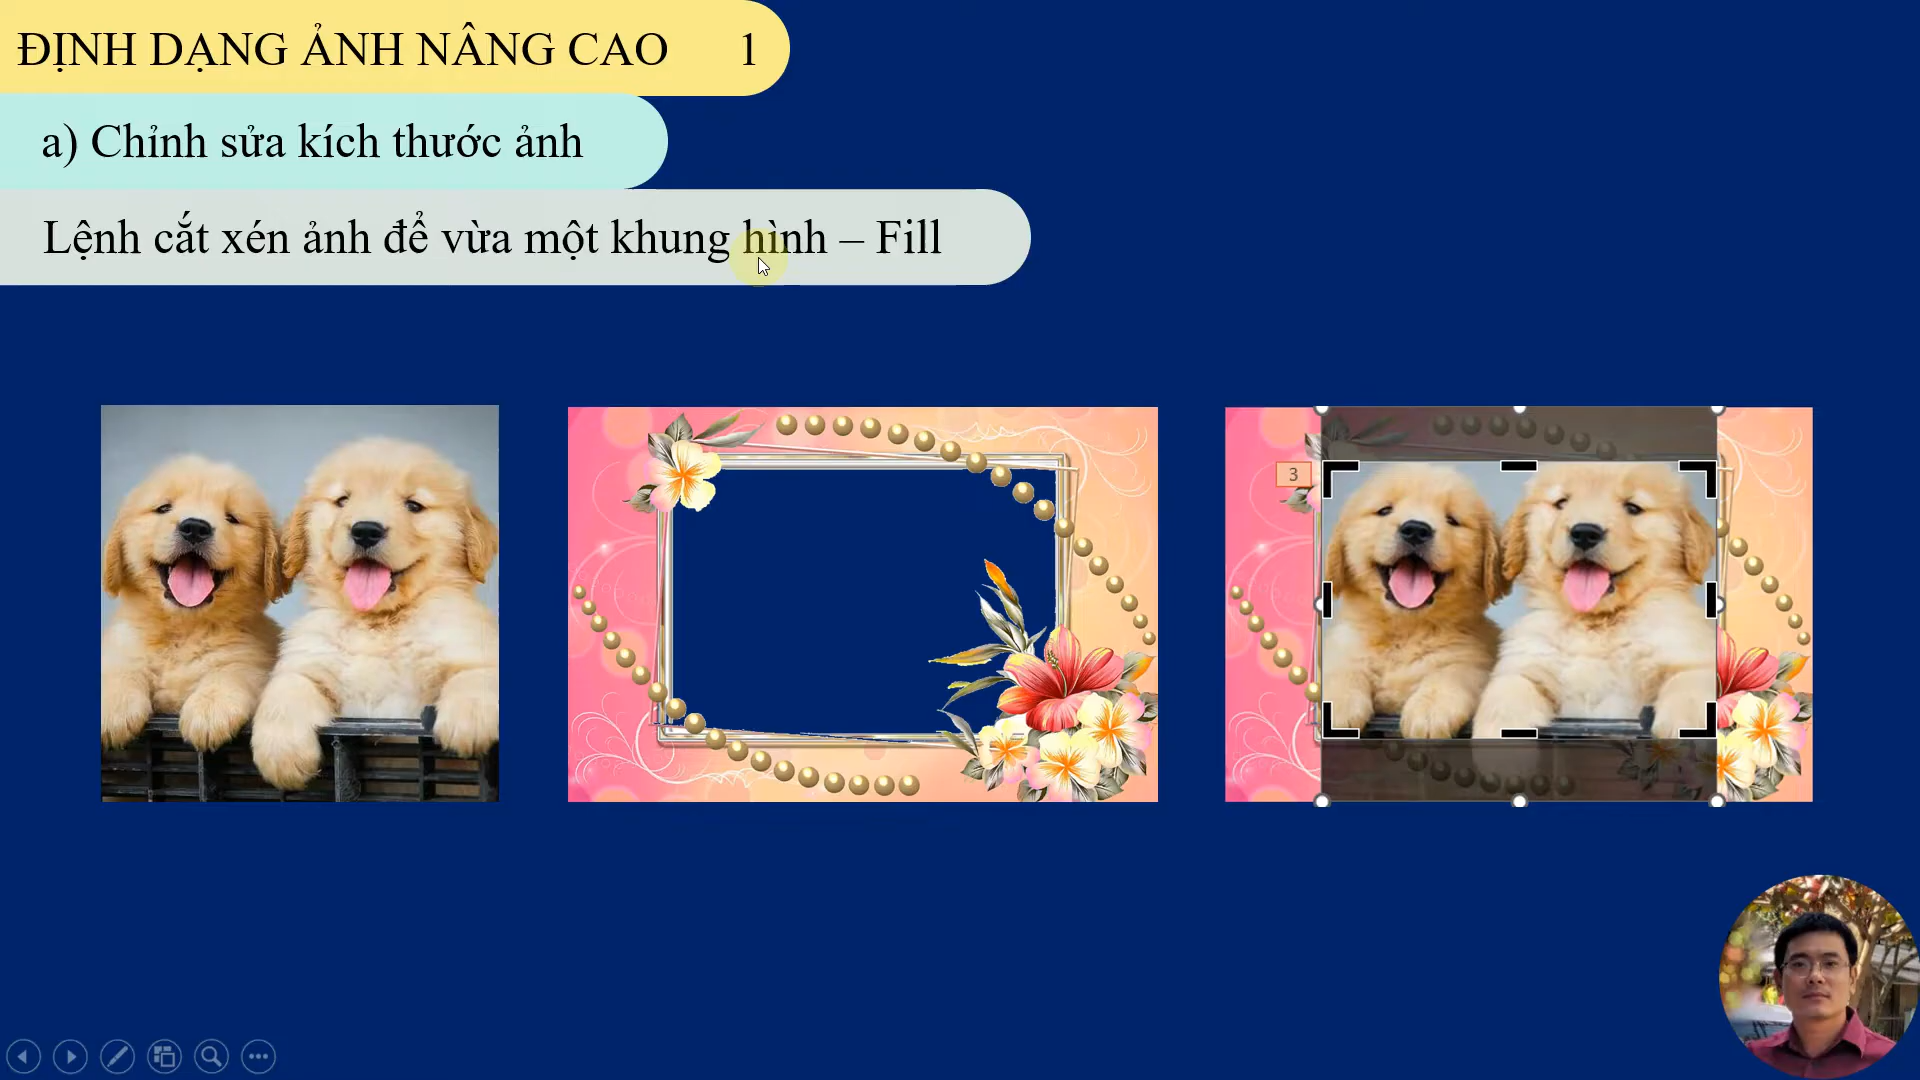 ĐỊNH DẠNG ẢNH NÂNG CAO 1
a) Chỉnh sửa kích thước ảnh
Lệnh cắt xén ảnh để vừa một khung hình – Fill
3